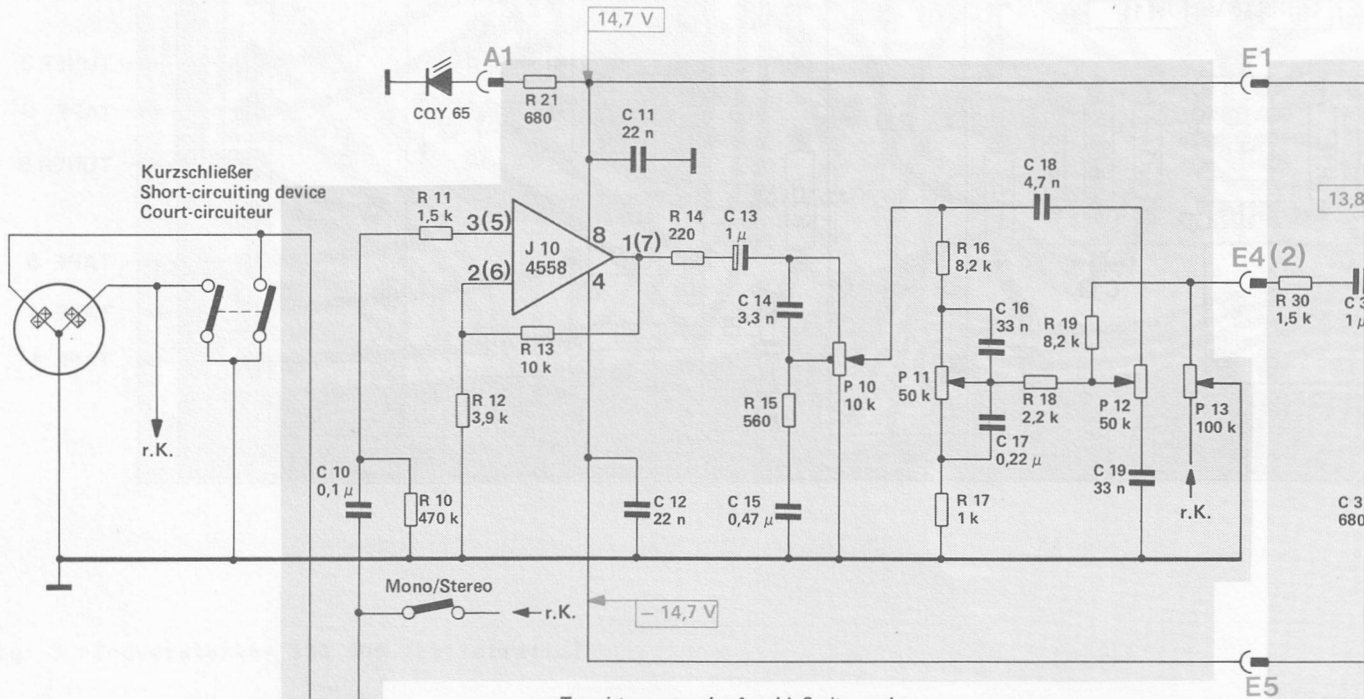 14,7 V
A1
E1
CQY 65
R 21
680
C 11
22 n
Kurzschließer
Short-circuiting device
Court-circuiteur
C 18
4,7 n
13,8
R 11
1,5 k
3(5)
8
1(7)
R 14
220
C 13
1 μ
J 10
4558
2(6)
4
R 16
8,2 k
E4(2)
R 30
1,5 k
C 3
1 μ
C 14
3,3 n
C 16
33 n
R 19
8,2 k
R 13
10 k
P 10
10 k
P 11
50 k
R 12
3,9 k
R 15
560
R 18
2,2 k
P 12
50 k
P 13
100 k
r.K.
C 17
0,22 μ
C 10
0,1 μ
R 10
470 k
C 12
22 n
C 15
0,47 μ
R 17
1 k
C 19
33 n
r.K.
C 3
680
Mono/Stereo
r.K.
– 14,7 V
E5